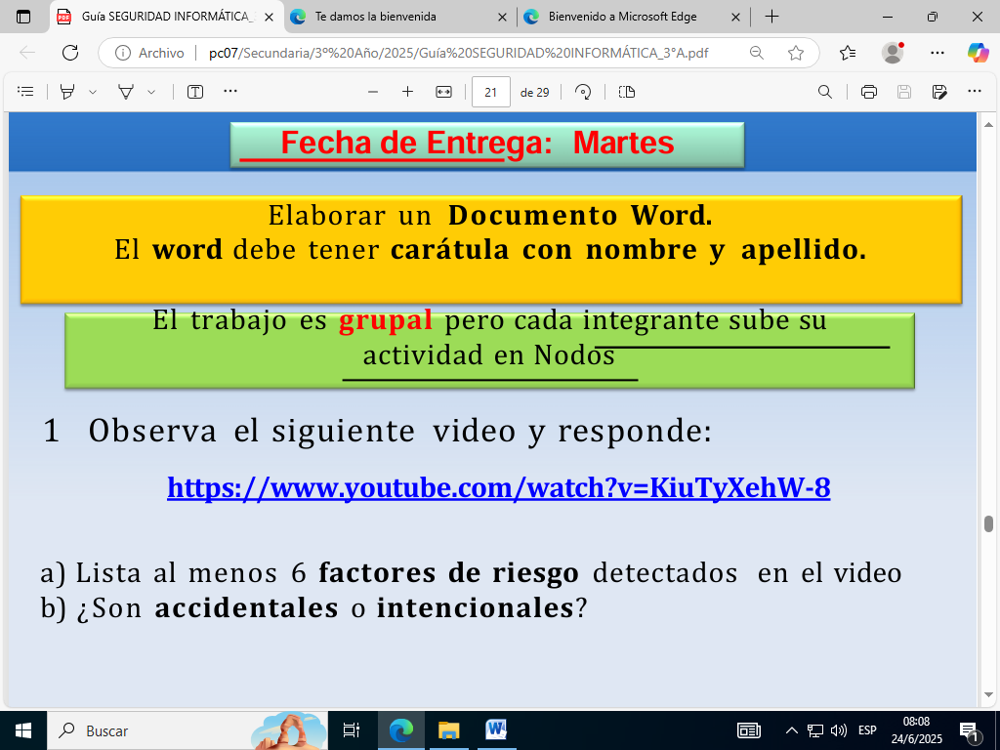 Guía SEGURIDAD INFORMÁTICA_
Te damos la bienvenida
Bienvenido a Microsoft Edge
Archivo
pc07/Secundaria/3º%20Año/2025/Guía%20SEGURIDAD%20INFORMÁTICA_3°A.pdf
21 de 29
Fecha de Entrega: Martes
Elaborar un Documento Word.
El word debe tener carátula con nombre y apellido.
El trabajo es grupal pero cada integrante sube su
actividad en Nodos
1 Observa el siguiente video y responde:
https://www.youtube.com/watch?v=KiuTyXehW-8
a) Lista al menos 6 factores de riesgo detectados en el video
b) ¿Son accidentales o intencionales?
Buscar
ESP
08:08
24/6/2025
1